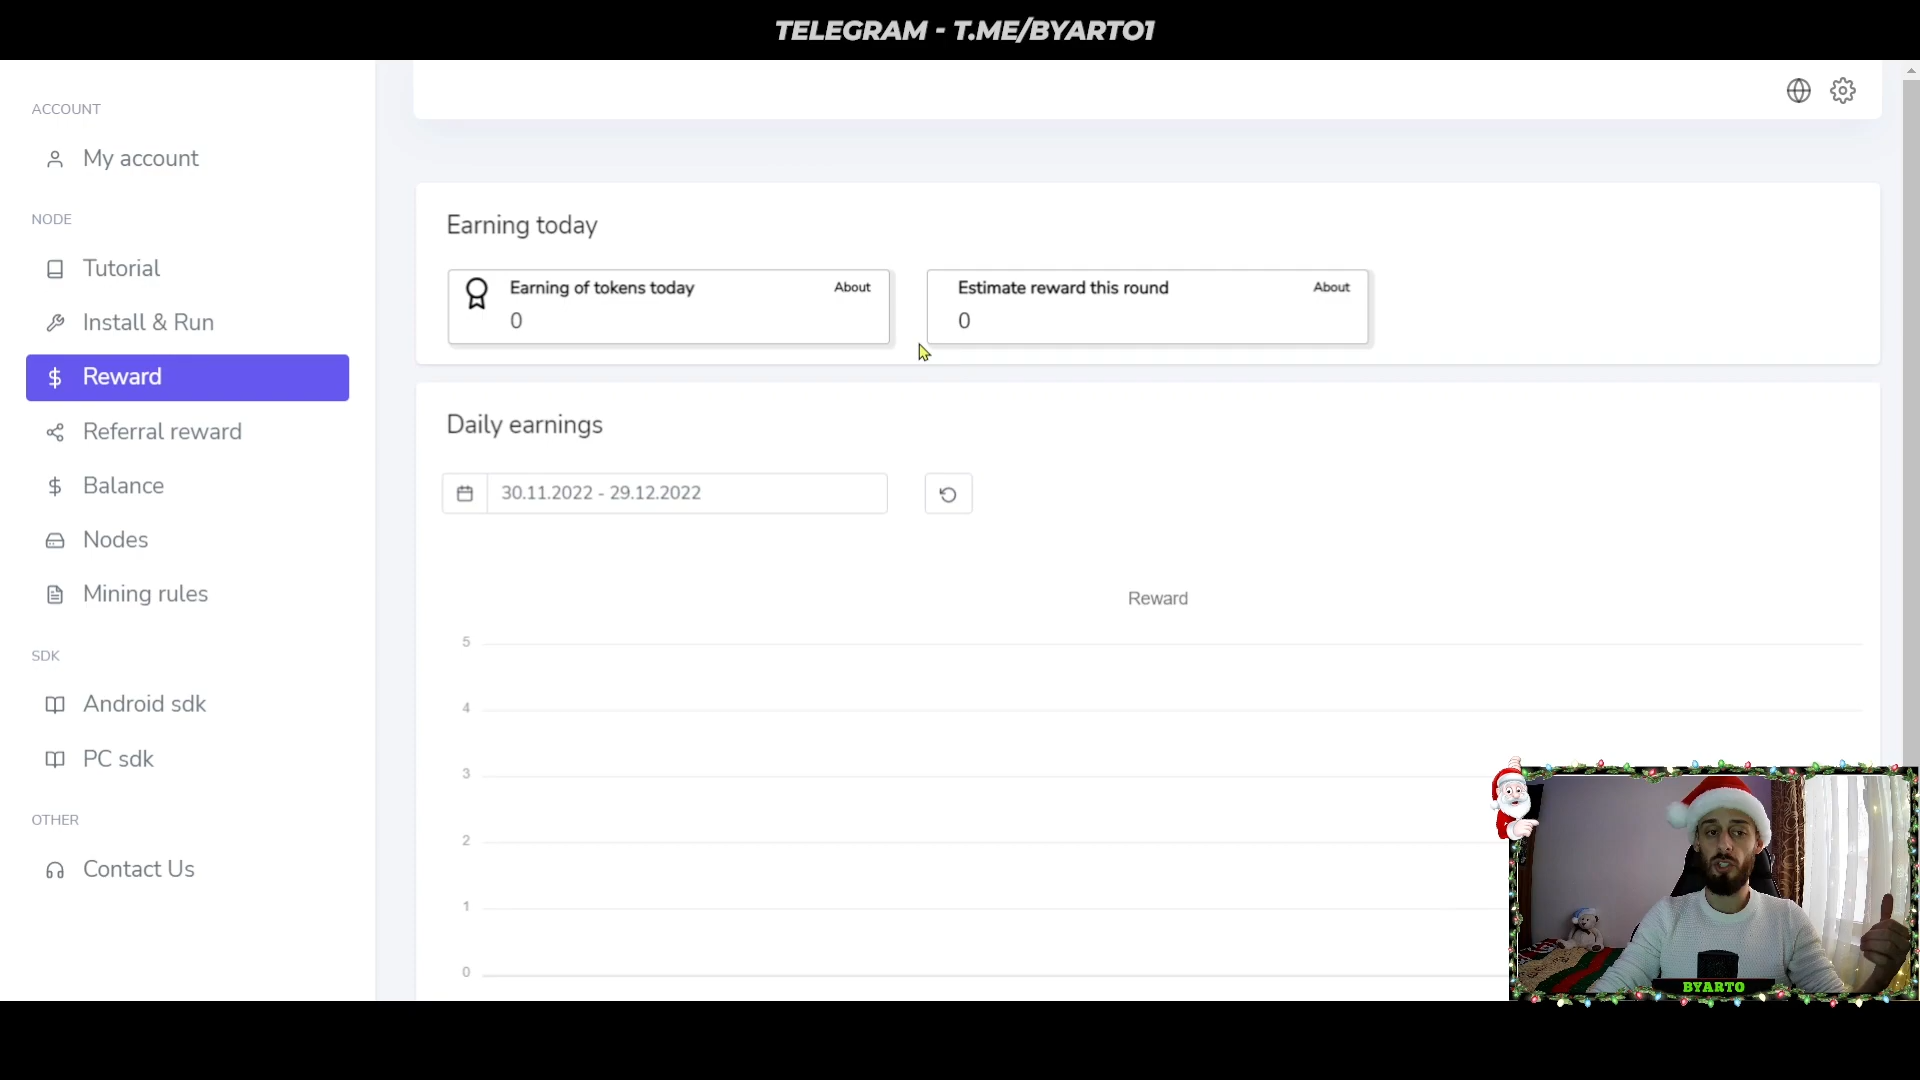 TELEGRAM - T.ME/BYARTO1
ACCOUNT
My account
NODE
Tutorial
Install & Run
Reward
Referral reward
Balance
Nodes
Mining rules
SDK
Android sdk
PC sdk
OTHER
Contact Us
Earning today
Earning of tokens today
About
0
Estimate reward this round
About
0
Daily earnings
30.11.2022 - 29.12.2022
Reward
5
4
3
2
1
0
BYARTO